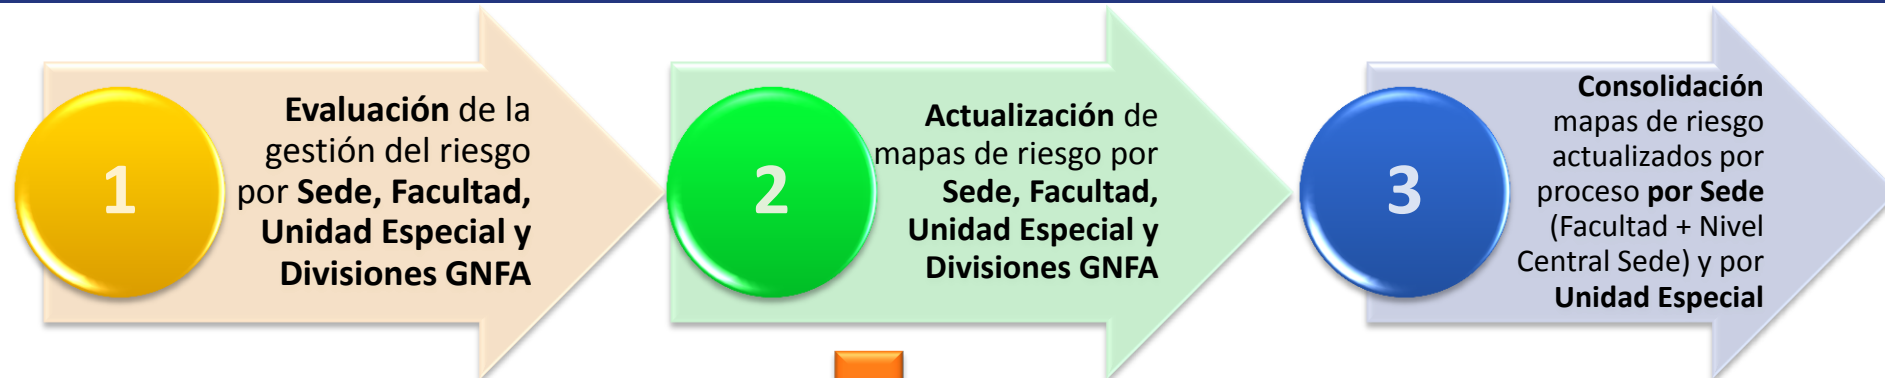 1
Evaluación de la
gestión del riesgo
por Sede, Facultad,
Unidad Especial y
Divisiones GNFA
2
Actualización de
mapas de riesgo por
Sede, Facultad,
Unidad Especial y
Divisiones GNFA
3
Consolidación
mapas de riesgo
actualizados por
proceso por Sede
(Facultad + Nivel
Central Sede) y por
Unidad Especial